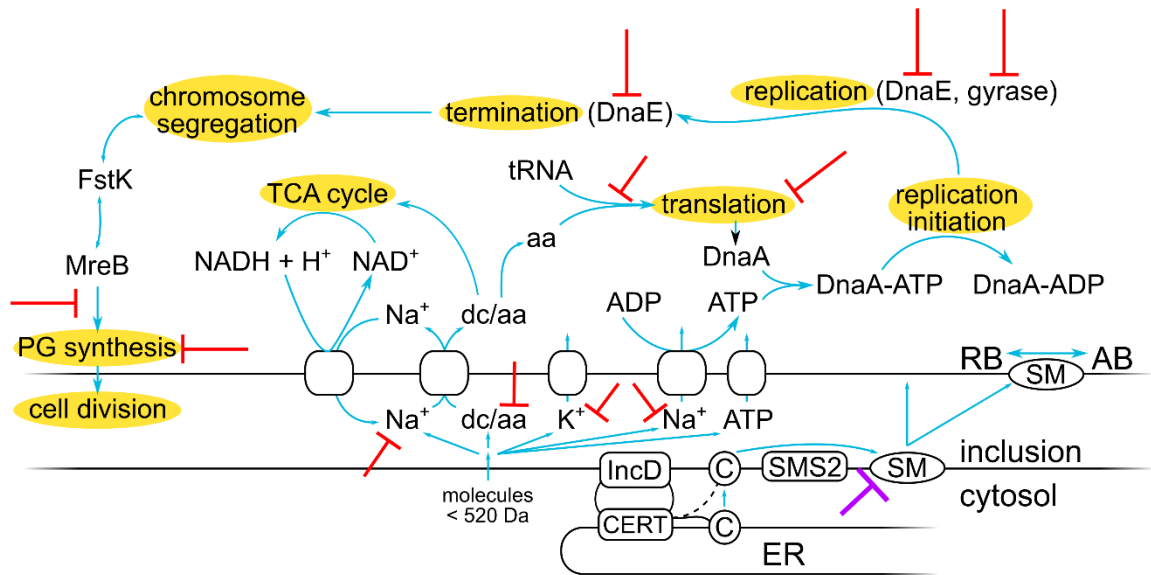 chromosome
segregation
termination (DnaE)
replication (DnaE, gyrase)
FstK
TCA cycle
tRNA
translation
replication
initiation
aa
MreB
NADH + H⁺
NAD⁺
DnaA
DnaA-ATP
DnaA-ADP
Na⁺
dc/aa
ADP
ATP
PG synthesis
RB
AB
SM
cell division
Na⁺
dc/aa
K⁺
Na⁺
ATP
molecules
< 520 Da
IncD
C
SMS2
SM
inclusion
cytosol
CERT
C
ER